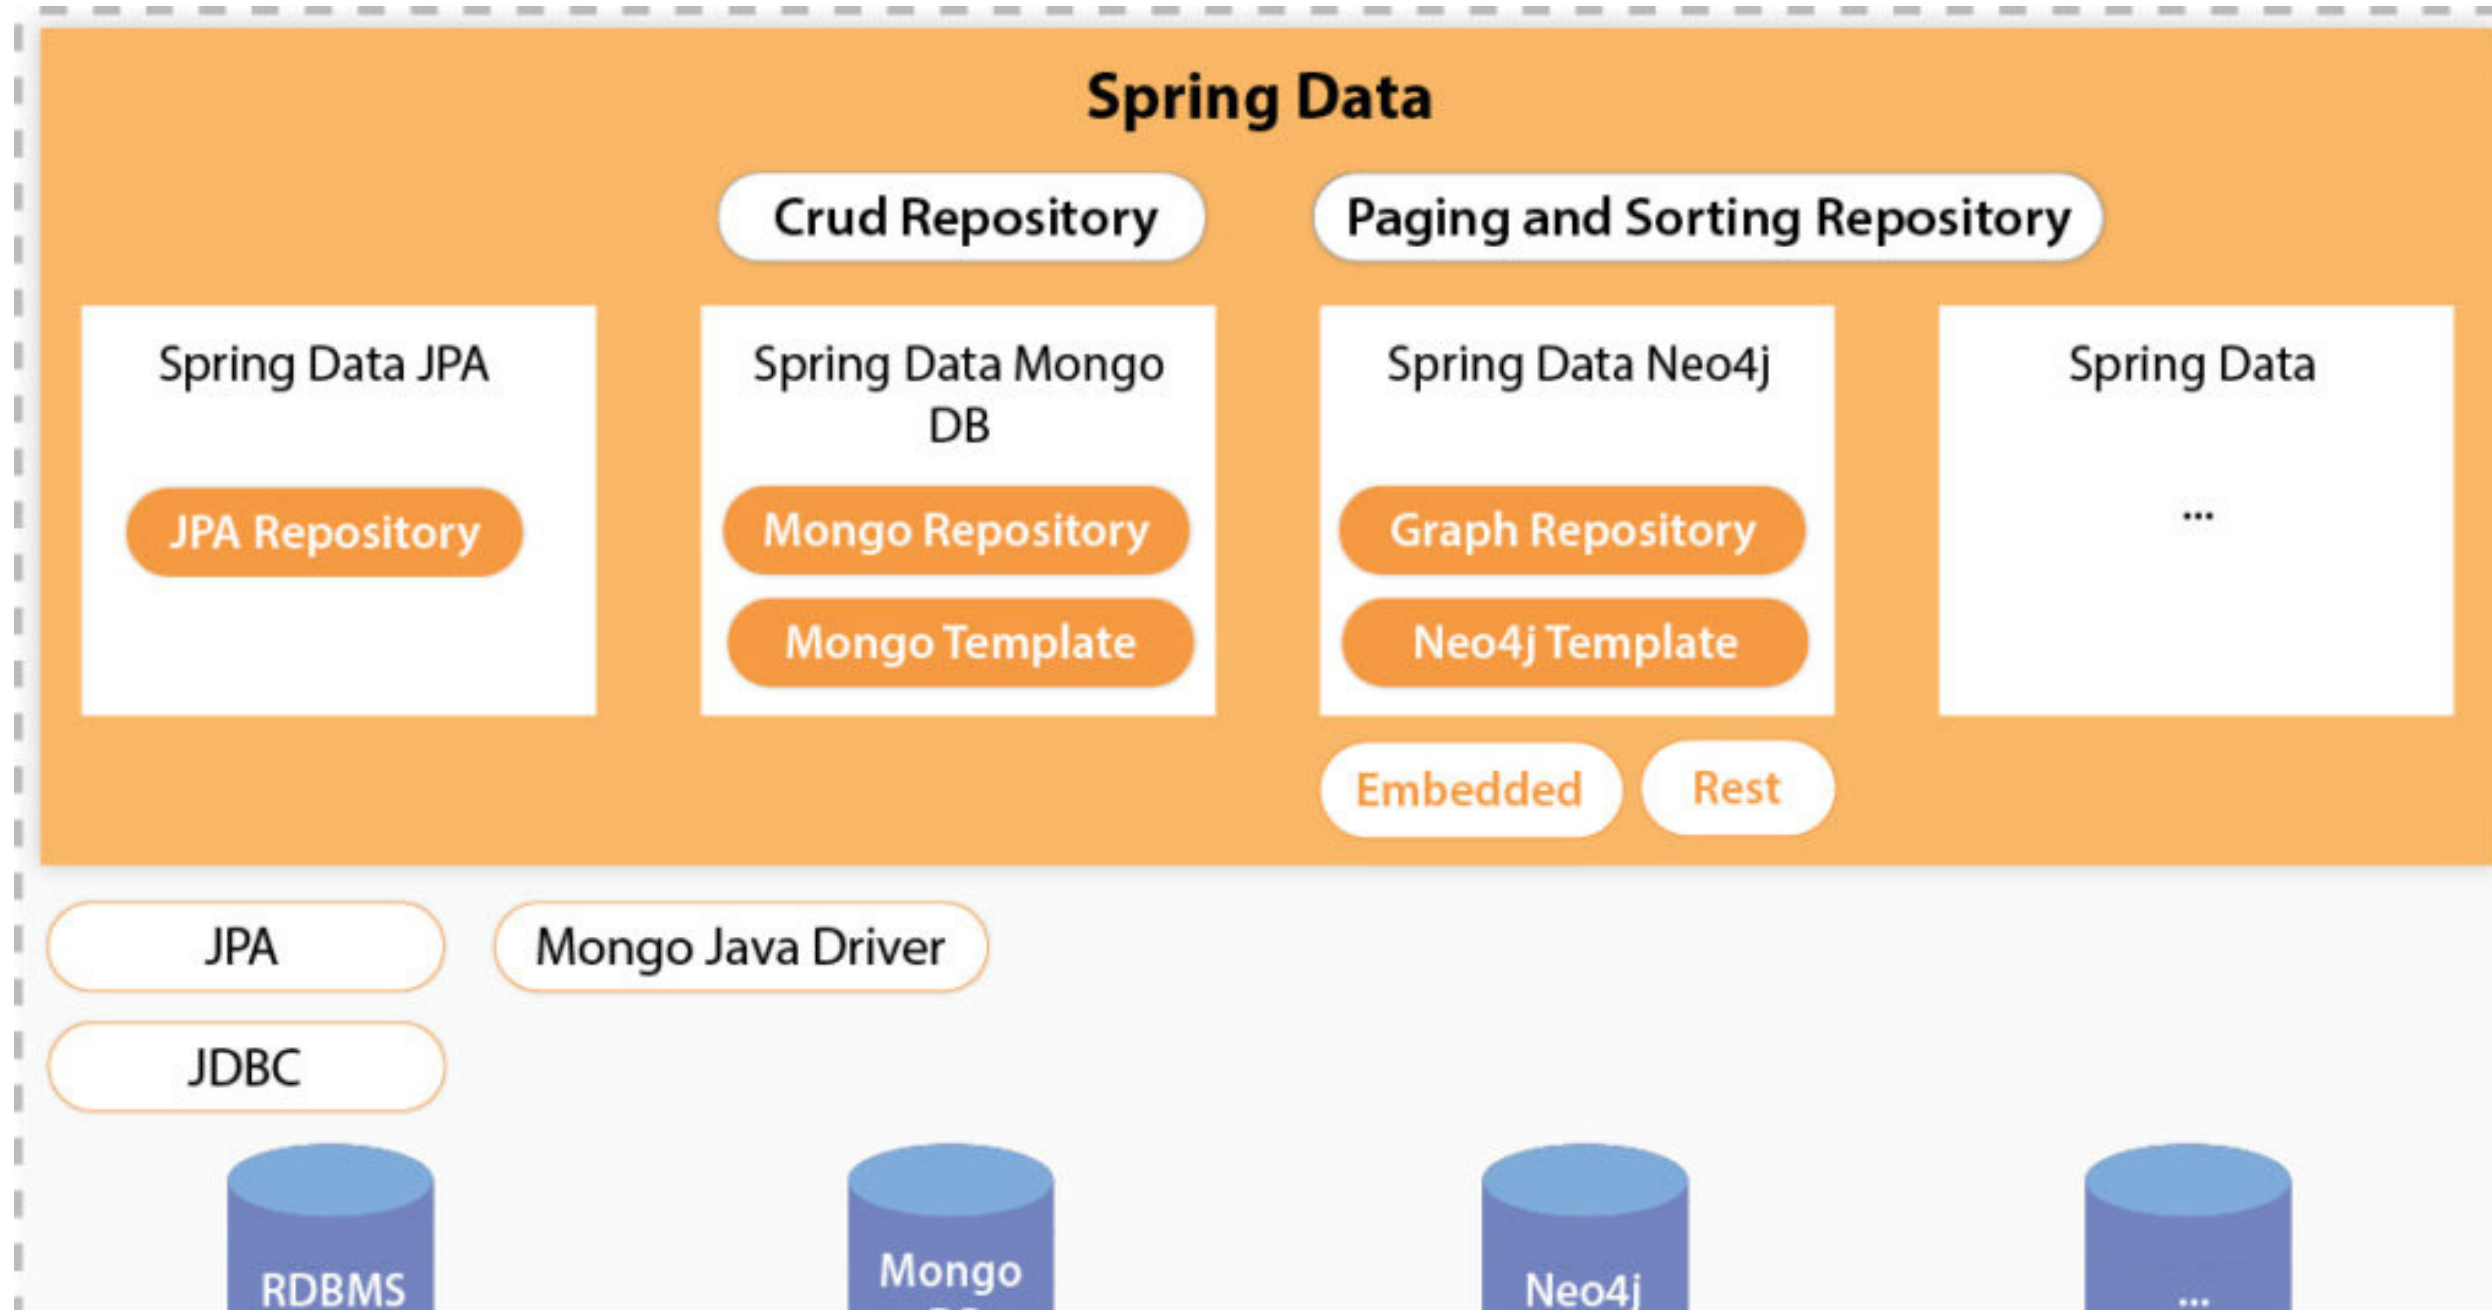 Spring Data
Crud Repository
Paging and Sorting Repository
Spring Data JPA
JPA Repository
Spring Data Mongo
DB
Mongo Repository
Mongo Template
Spring Data Neo4j
Graph Repository
Neo4j Template
Spring Data
...
Embedded
Rest
JPA
Mongo Java Driver
JDBC
RDBMS
Mongo
Neo4j
...